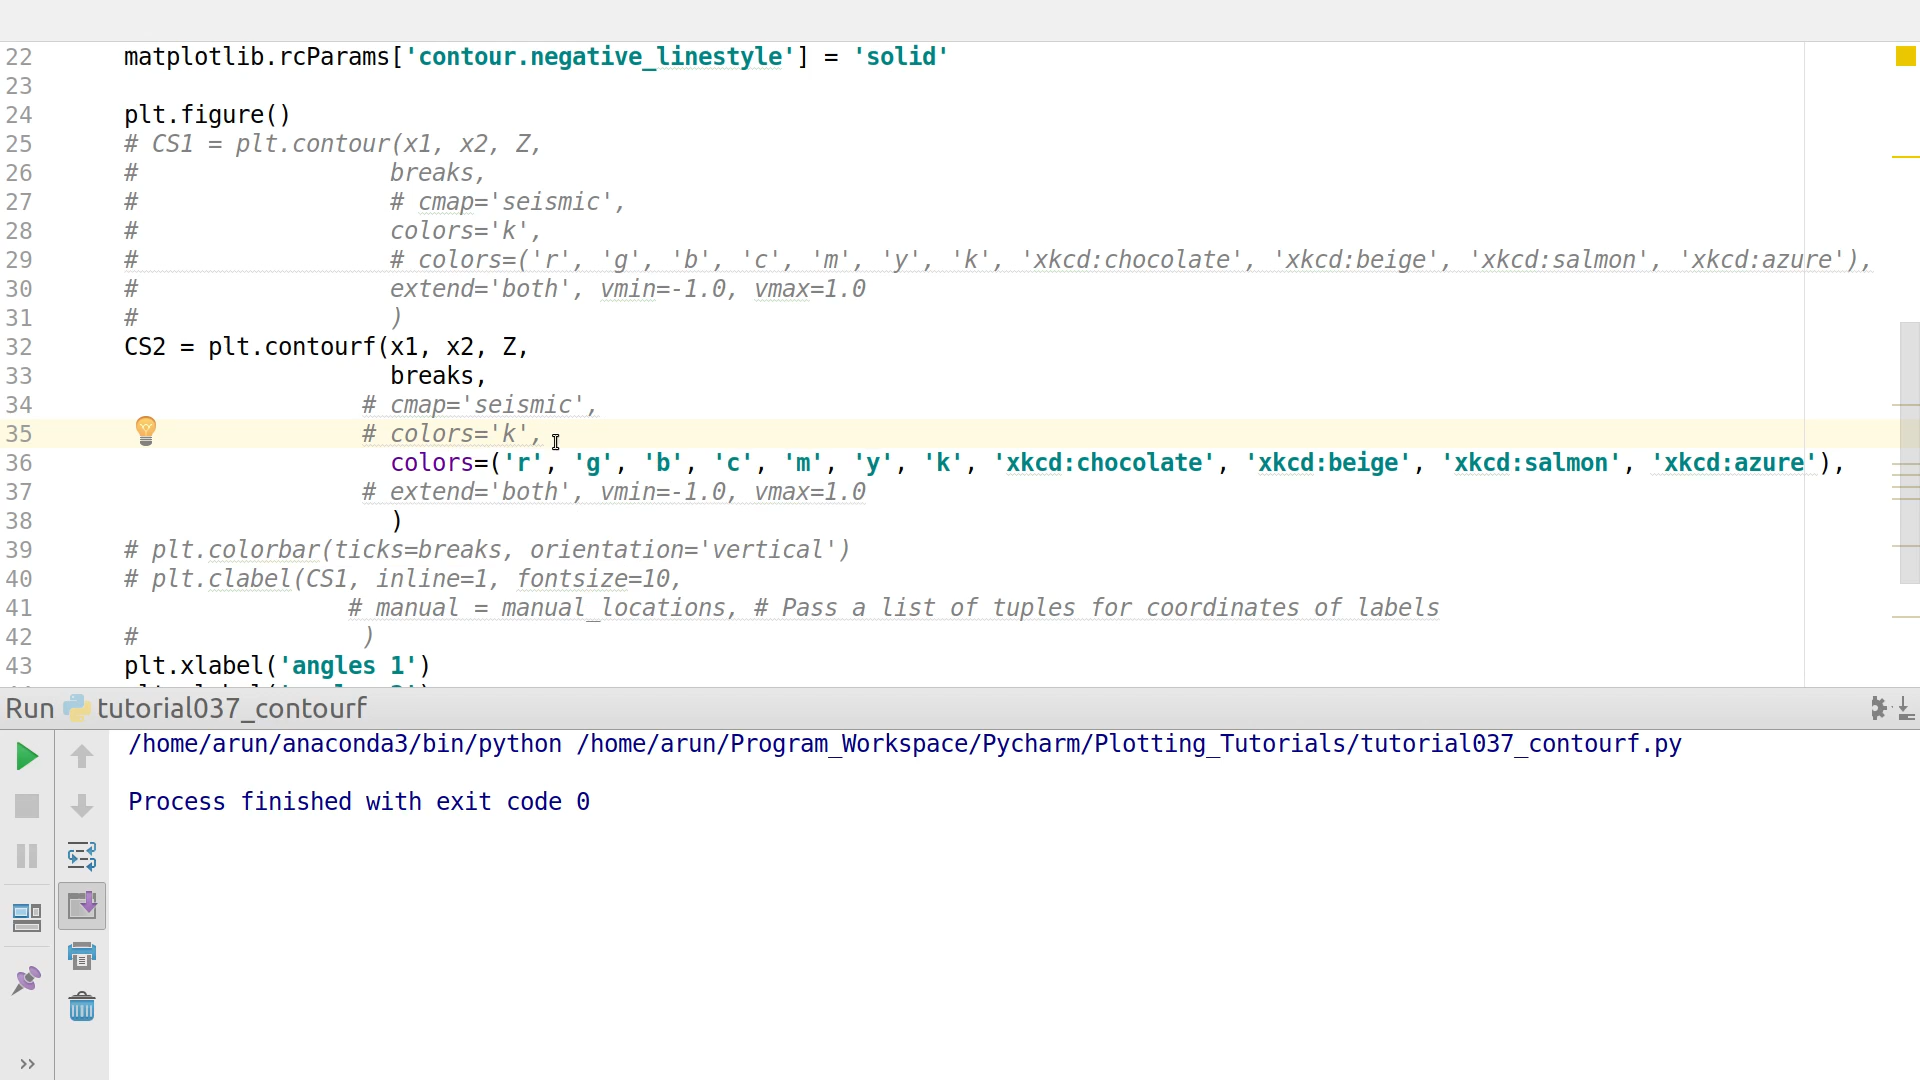 22 matplotlib.rcParams['contour.negative_linestyle'] = 'solid'
23
24 plt.figure()
25 # CS1 = plt.contour(x1, x2, Z,
26 # breaks,
27 # # cmap='seismic',
28 # colors='k',
29 # # colors=('r', 'g', 'b', 'c', 'm', 'y', 'k', 'xkcd:chocolate', 'xkcd:beige', 'xkcd:salmon', 'xkcd:azure'),
30 # extend='both', vmin=-1.0, vmax=1.0
31 # )
32 CS2 = plt.contourf(x1, x2, Z,
33 breaks,
34 # cmap='seismic',
35 # colors='k',
36 colors=('r', 'g', 'b', 'c', 'm', 'y', 'k', 'xkcd:chocolate', 'xkcd:beige', 'xkcd:salmon', 'xkcd:azure'),
37 # extend='both', vmin=-1.0, vmax=1.0
38 )
39 # plt.colorbar(ticks=breaks, orientation='vertical')
40 # plt.clabel(CS1, inline=1, fontsize=10,
41 # manual = manual_locations, # Pass a list of tuples for coordinates of labels
42 # )
43 plt.xlabel('angles 1')
Run tutorial037_contourf
/home/arun/anaconda3/bin/python /home/arun/Program_Workspace/Pycharm/Plotting_Tutorials/tutorial037_contourf.py
Process finished with exit code 0